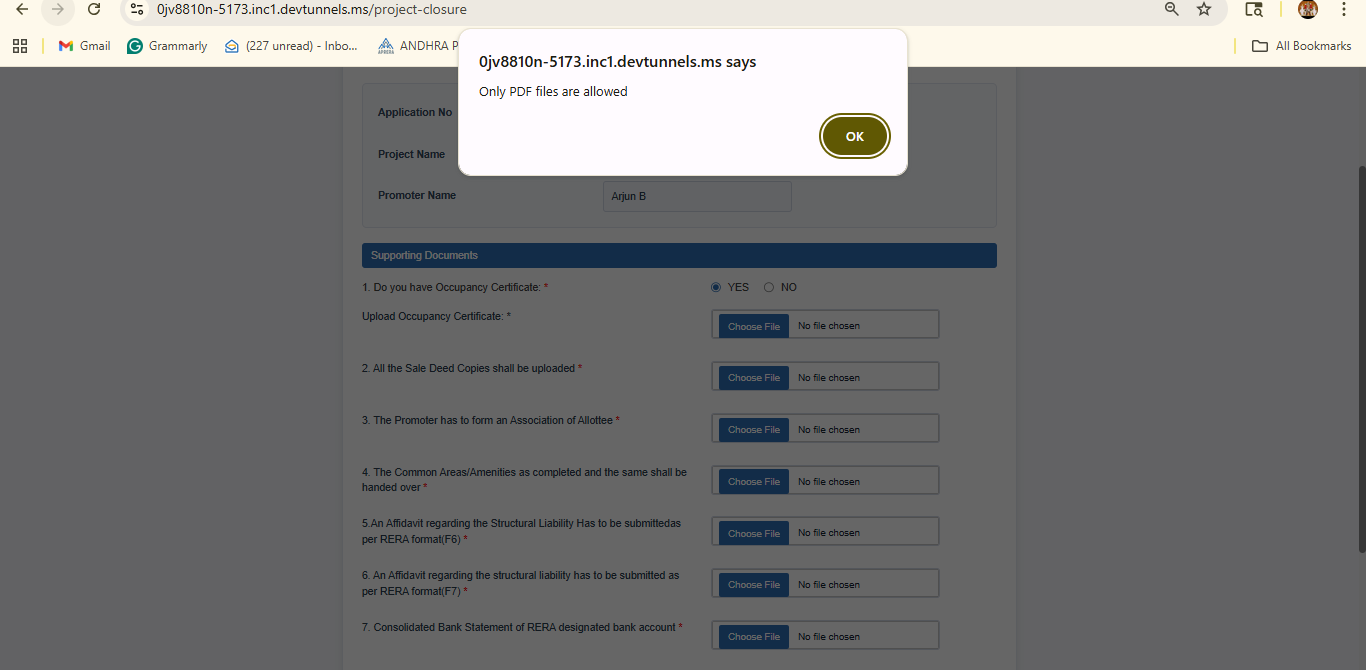 0jv8810n-5173.inc1.devtunnels.ms/project-closure
Gmail
Grammarly
(227 unread) - Inbo...
ANDHRA P
All Bookmarks
0jv8810n-5173.inc1.devtunnels.ms says
Only PDF files are allowed
OK
Application No
Project Name
Promoter Name
Arjun B
Supporting Documents
1. Do you have Occupancy Certificate: *
YES
NO
Upload Occupancy Certificate: *
Choose File No file chosen
2. All the Sale Deed Copies shall be uploaded *
Choose File No file chosen
3. The Promoter has to form an Association of Allottee *
Choose File No file chosen
4. The Common Areas/Amenities as completed and the same shall be
handed over *
Choose File No file chosen
5.An Affidavit regarding the Structural Liability Has to be submittedas
per RERA format(F6) *
Choose File No file chosen
6. An Affidavit regarding the structural liability has to be submitted as
per RERA format(F7) *
Choose File No file chosen
7. Consolidated Bank Statement of RERA designated bank account *
Choose File No file chosen